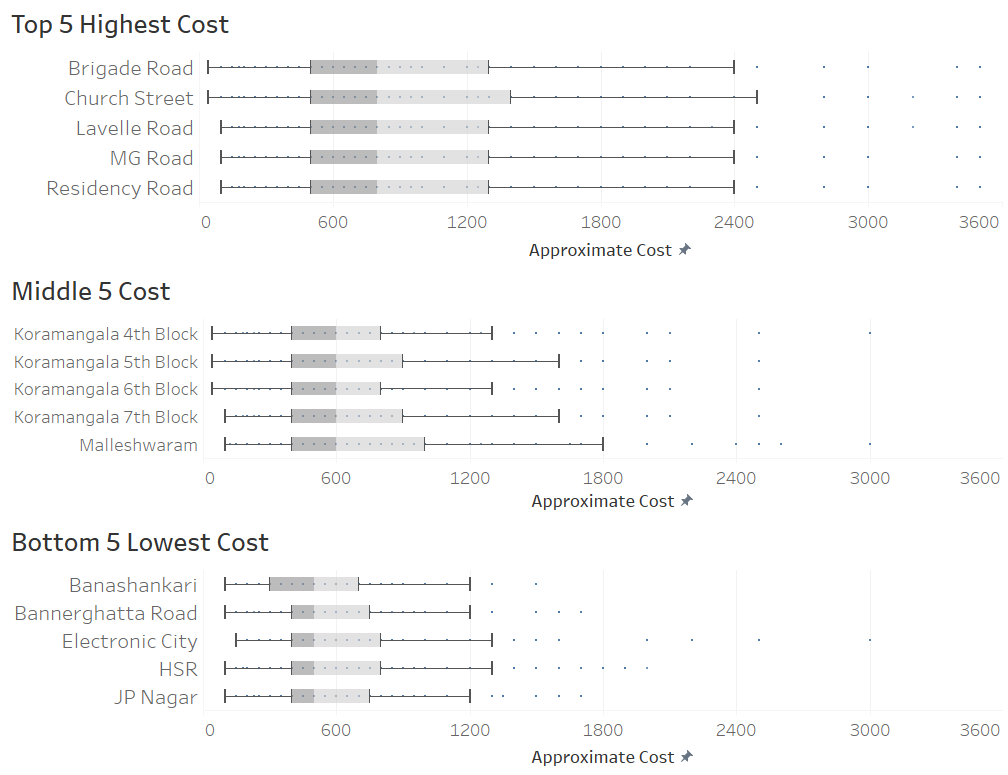 Top 5 Highest Cost
Brigade Road
Church Street
Lavelle Road
MG Road
Residency Road
0 600 1200 1800 2400 3000 3600
Approximate Cost
Middle 5 Cost
Koramangala 4th Block
Koramangala 5th Block
Koramangala 6th Block
Koramangala 7th Block
Malleshwaram
0 600 1200 1800 2400 3000 3600
Approximate Cost
Bottom 5 Lowest Cost
Banashankari
Bannerghatta Road
Electronic City
HSR
JP Nagar
0 600 1200 1800 2400 3000 3600
Approximate Cost